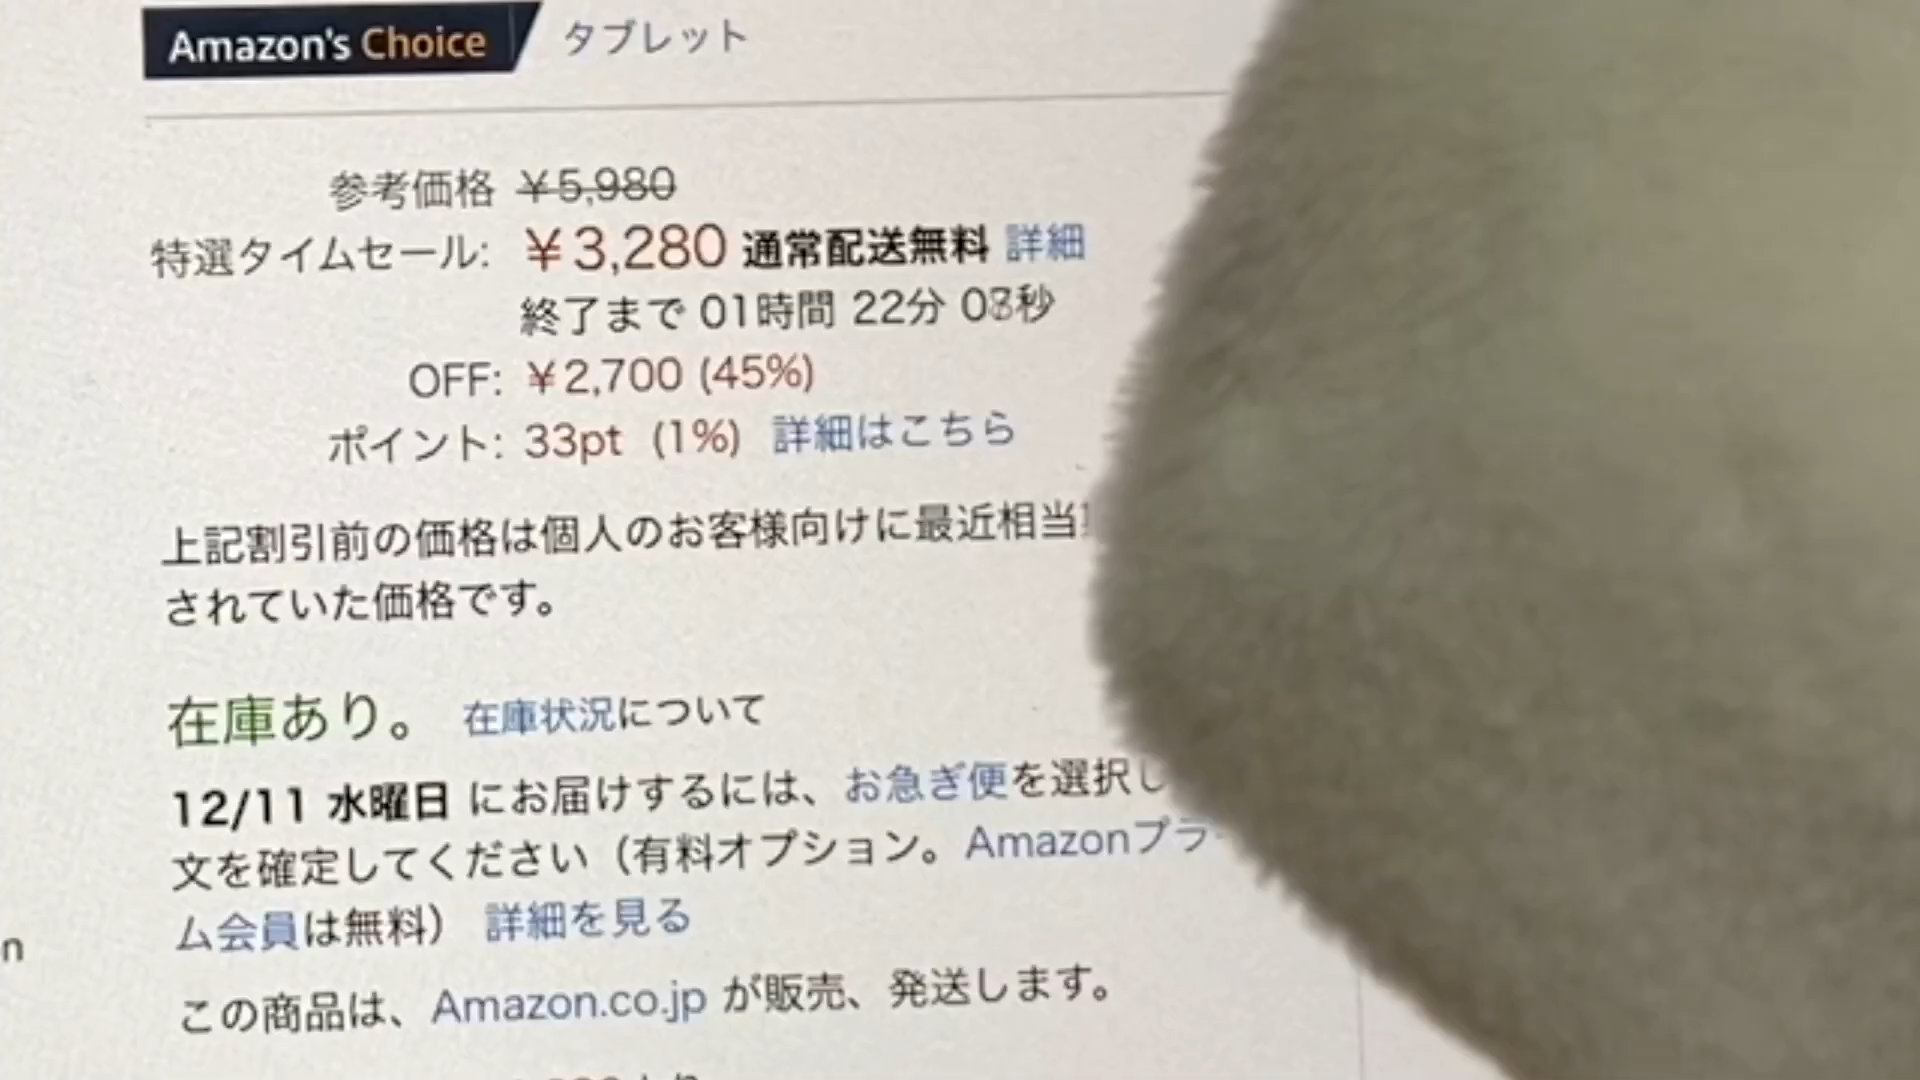 Amazon's Choice タブレット
参考価格 ¥5,980
特選タイムセール: ¥3,280 通常配送無料 詳細
終了まで 01時間 22分 秒
OFF: ¥2,700 (45%)
ポイント: 33pt (1%) 詳細はこちら
上記割引前の価格は個人のお客様向けに最近相当
されていた価格です。
在庫あり。 在庫状況について
12/11 水曜日 にお届けするには、お急ぎ便を選択し
文を確定してください（有料オプション。Amazonプラ
ム会員は無料） 詳細を見る
n
この商品は、Amazon.co.jp が販売、発送します。